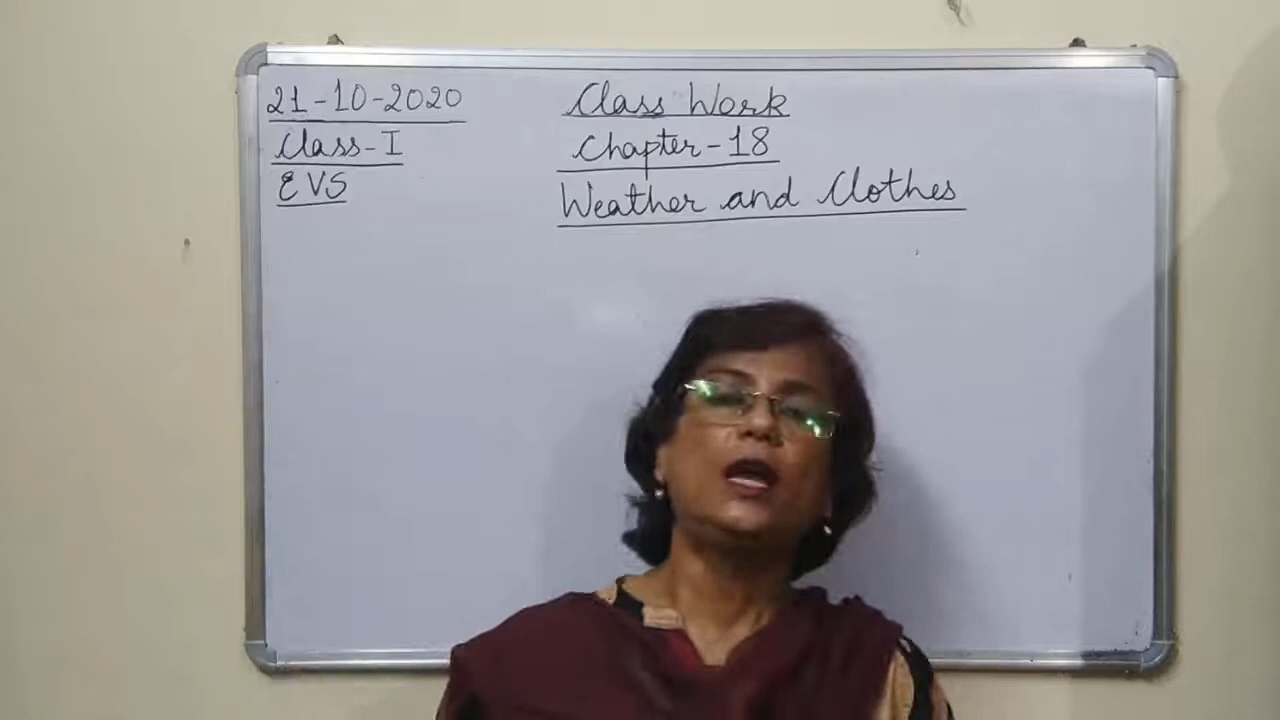 21-10-2020
Class-I
EVS
Class Work
Chapter-18
Weather and Clothes